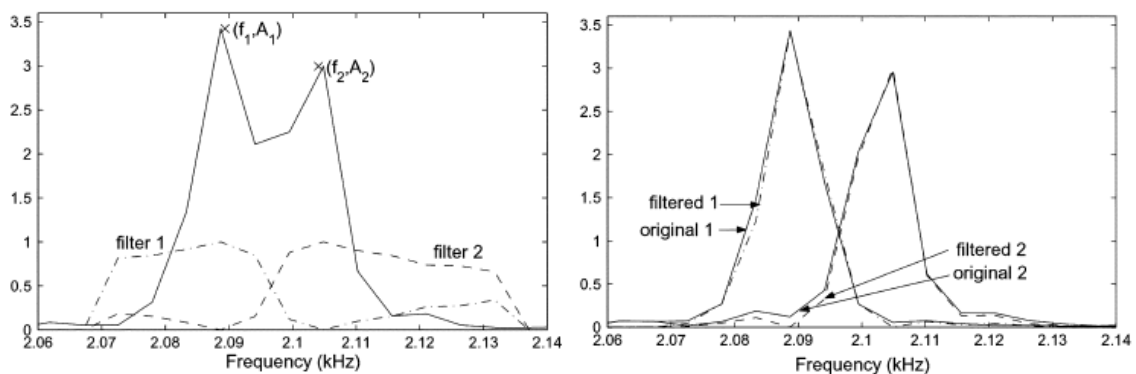 3.5
3
2.5
2
1.5
1
0.5
0
(f1,A1)
(f2,A2)
filter 1
filter 2
2.06 2.07 2.08 2.09 2.1 2.11 2.12 2.13 2.14
Frequency (kHz)
3.5
3
2.5
2
1.5
1
0.5
0
filtered 1
original 1
filtered 2
original 2
2.06 2.07 2.08 2.09 2.1 2.11 2.12 2.13 2.14
Frequency (kHz)